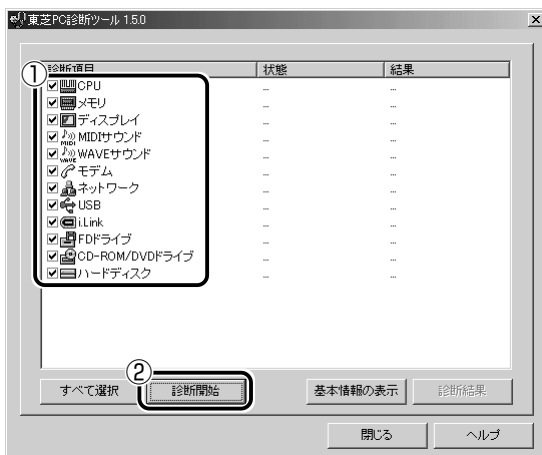 東芝PC診断ツール 1.5.0
①
診断項目 状態 結果
CPU
メモリ
ディスプレイ
MIDIサウンド
WAVEサウンド
モデム
ネットワーク
USB
i.Link
FDドライブ
CD-ROM/DVDドライブ
ハードディスク
②
すべて選択 診断開始 基本情報の表示 診断結果
閉じる ヘルプ